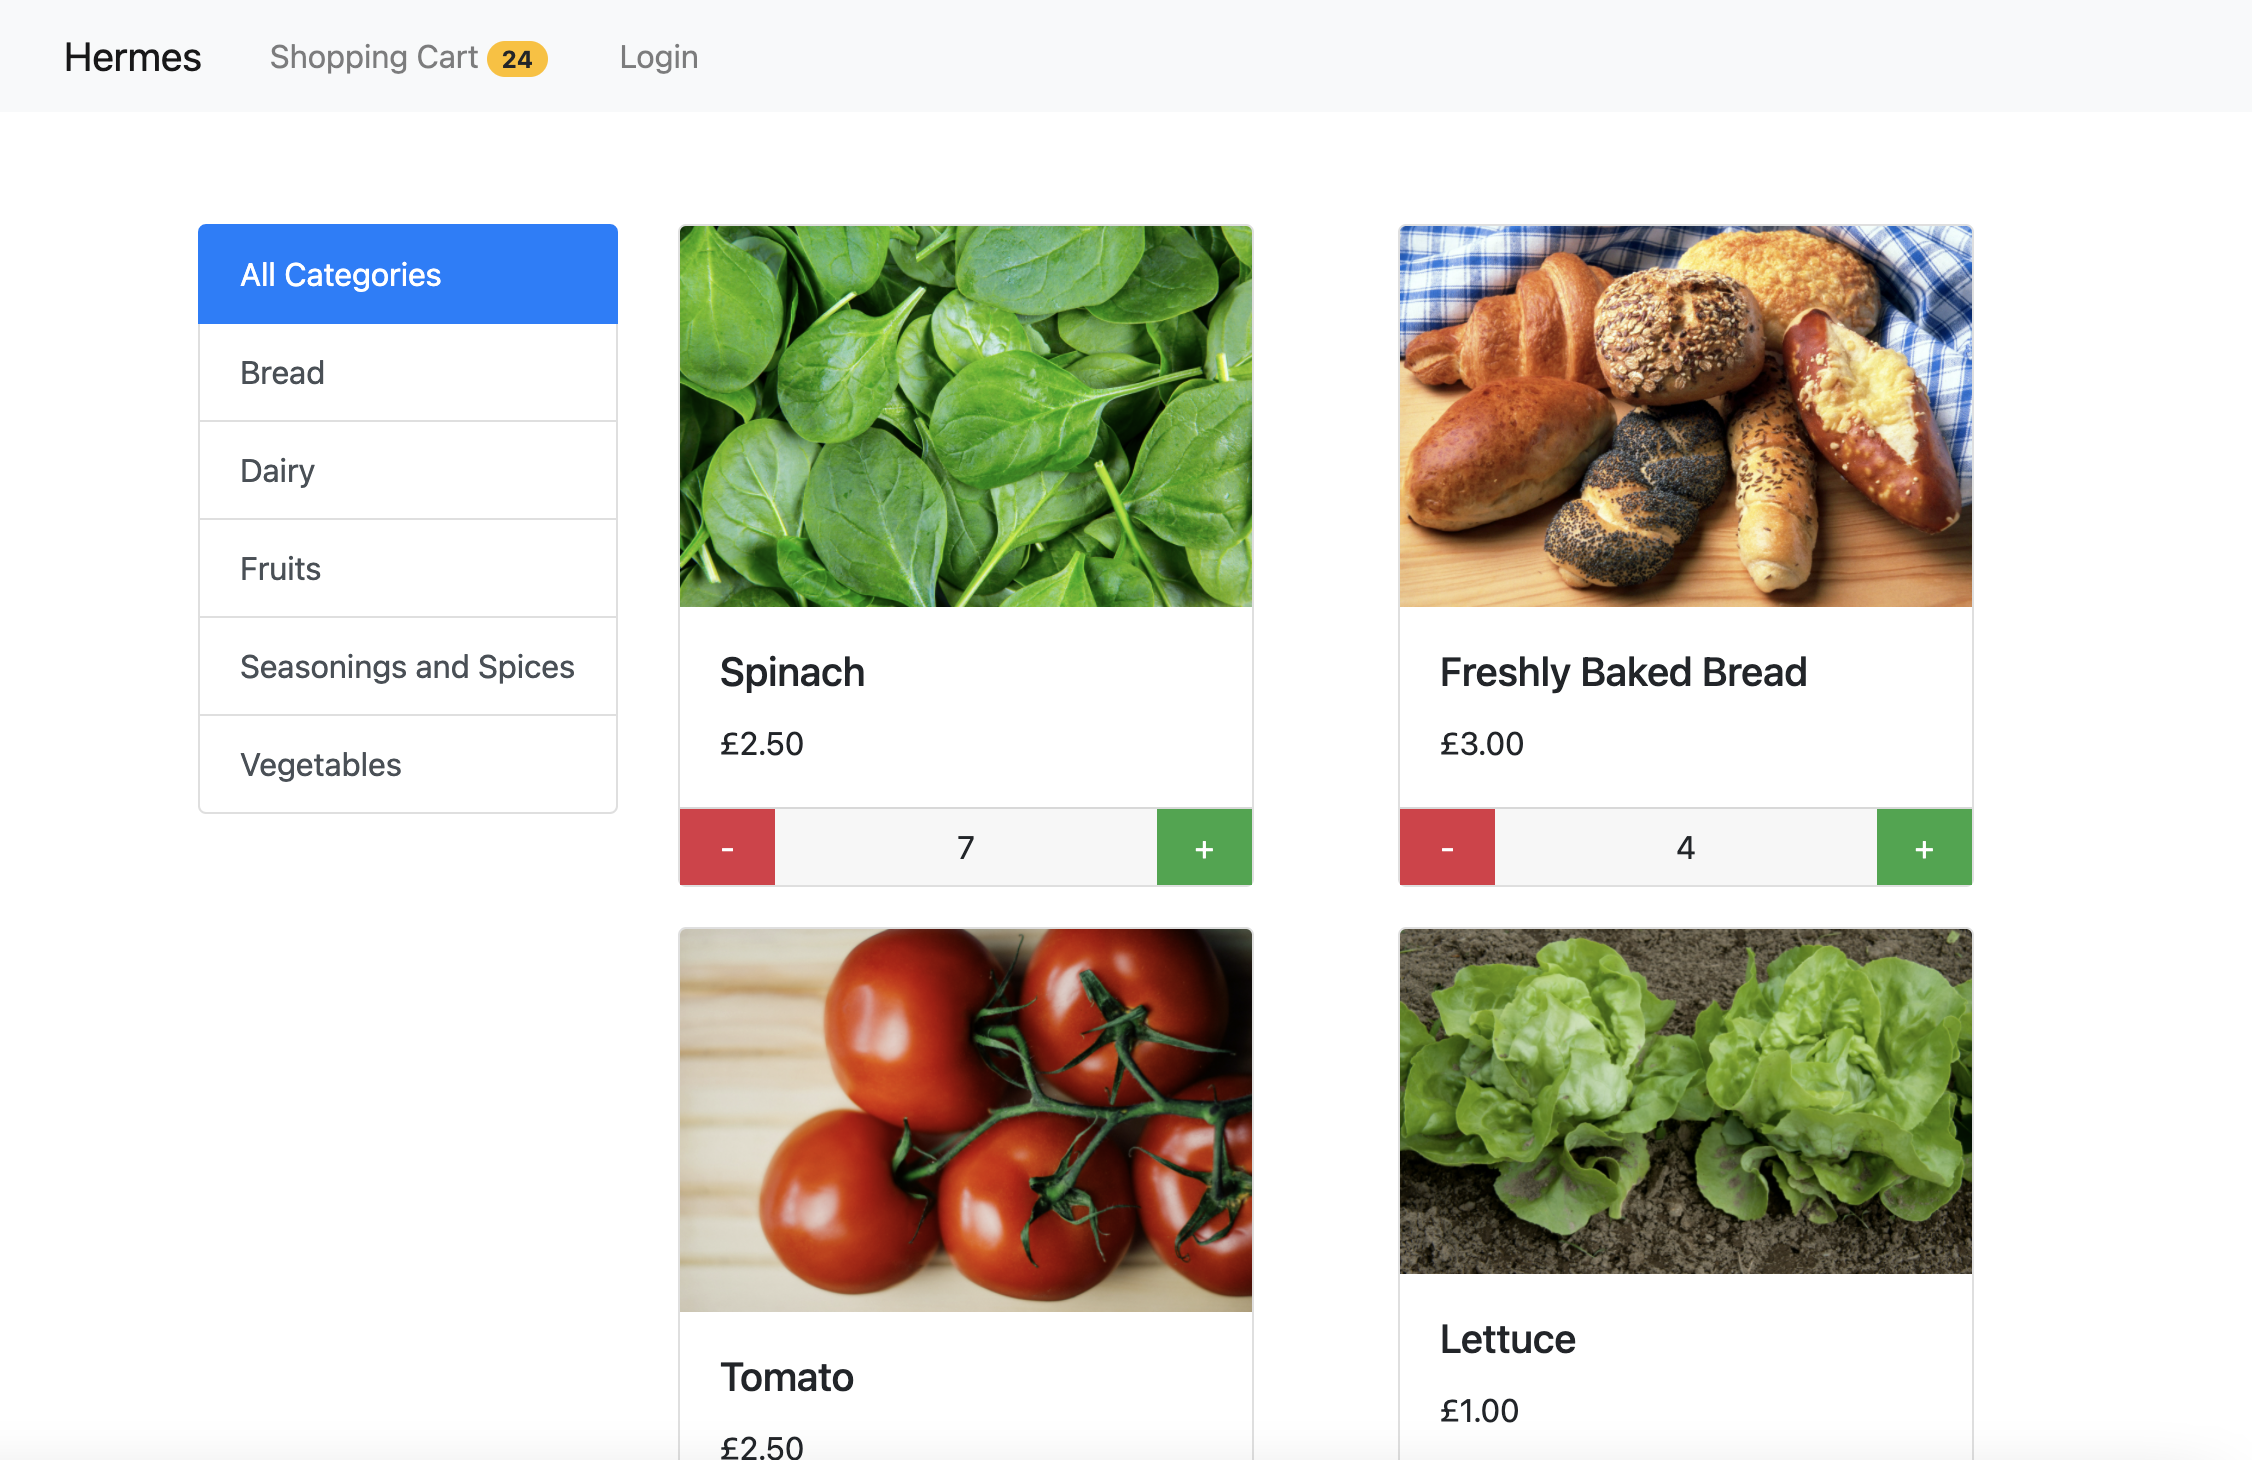 Hermes Shopping Cart 24 Login
All Categories
Bread
Dairy
Fruits
Seasonings and Spices
Vegetables
Spinach
£2.50
- 7 +
Freshly Baked Bread
£3.00
- 4 +
Tomato
£2.50
Lettuce
£1.00